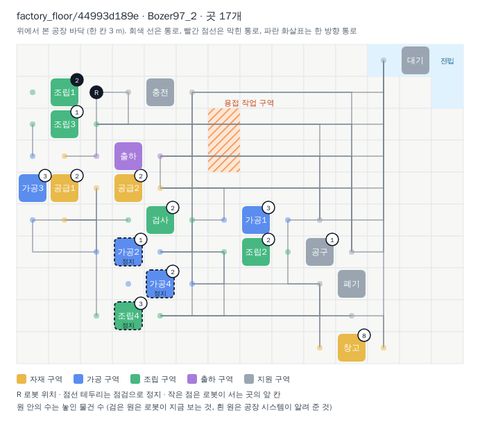 factory_floor/44993d189e · Bozer97_2 · 곳 17개
위에서 본 공장 바닥 (한 칸 3 m). 회색 선은 통로, 빨간 점선은 막힌 통로, 파란 화살표는 한 방향 통로
대기
전팁
조립1
2
R
충전
용접 작업 구역
조립3
1
출하
가공3
3
공급1
2
공급2
2
검사
2
가공1
3
가공2
1
정지
조립2
2
공구
1
가공4
2
정지
폐기
조립4
3
정지
창고
8
자재 구역
가공 구역
조립 구역
출하 구역
지원 구역
R 로봇 위치 · 점선 테두리는 점검으로 정지 · 작은 점은 로봇이 서는 곳의 앞 칸
원 안의 수는 놓인 물건 수 (검은 원은 로봇이 지금 보는 것, 흰 원은 공장 시스템이 알려 준 것)